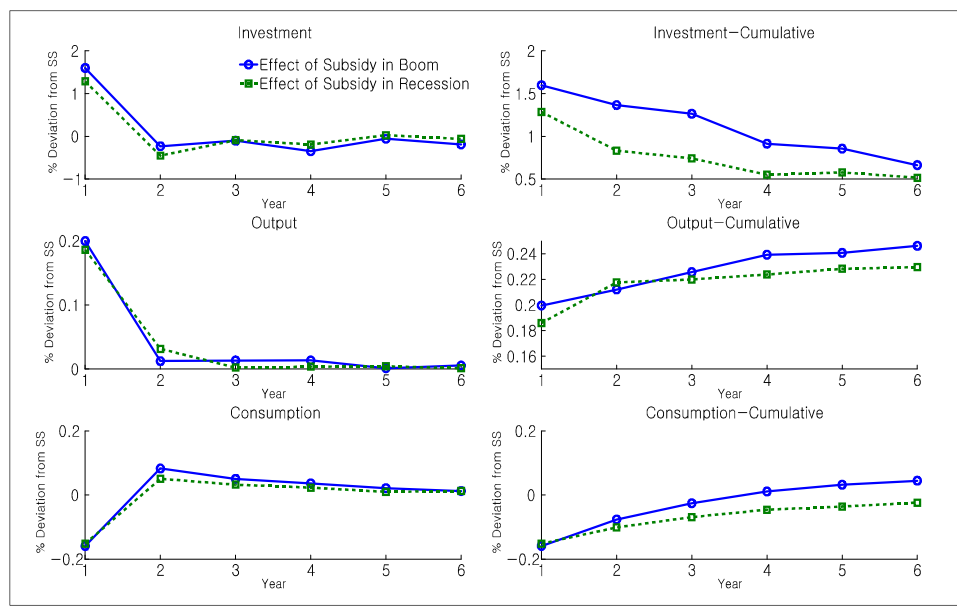 Investment
% Deviation from SS
2
1
0
−1
1 2 3 4 5 6
Year
Effect of Subsidy in Boom
Effect of Subsidy in Recession
Investment−Cumulative
% Deviation from SS
2
1.5
1
0.5
1 2 3 4 5 6
Year
Output
% Deviation from SS
0.2
0.1
0
1 2 3 4 5 6
Year
Output−Cumulative
% Deviation from SS
0.24
0.22
0.2
0.18
0.16
1 2 3 4 5 6
Year
Consumption
% Deviation from SS
0.2
0
−0.2
1 2 3 4 5 6
Year
Consumption−Cumulative
% Deviation from SS
0.2
0
−0.2
1 2 3 4 5 6
Year